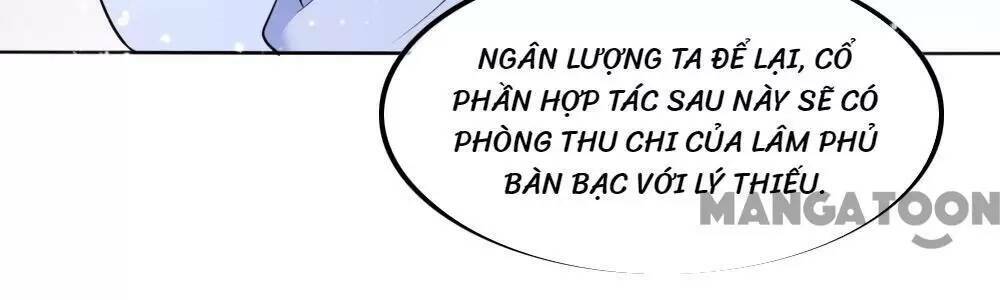 NGÂN LƯỢNG TA ĐỂ LẠI, CỔ
PHẦN HỢP TÁC SAU NÀY SẼ CÓ
PHÒNG THU CHI CỦA LÂM PHỦ
BÀN BẠC VỚI LÝ THIẾU.
MANGATOON